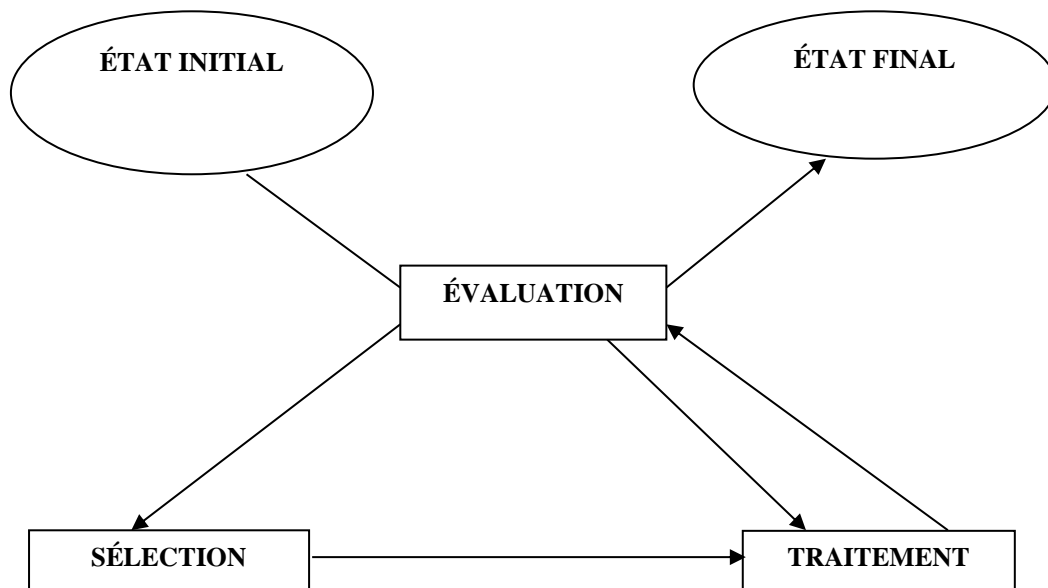 ÉTAT INITIAL
ÉTAT FINAL
ÉVALUATION
SÉLECTION
TRAITEMENT